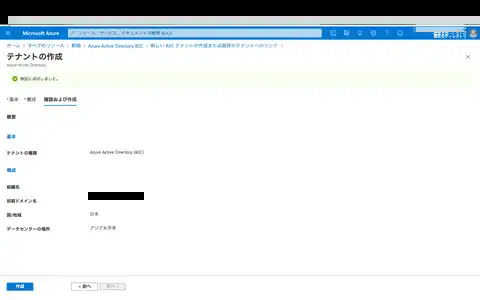 Microsoft Azure
リソース、サービス、ドキュメントの検索 (G+/)
ホーム > すべてのリソース > 新規 > Azure Active Directory B2C > 新しい B2C テナントの作成または既存のテナントへのリンク >
テナントの作成
Azure Active Directory
検証に成功しました。
* 基本 * 構成 確認および作成
概要
基本
テナントの種類 Azure Active Directory (B2C)
構成
組織名
初期ドメイン名
国/地域 日本
データセンターの場所 アジア太平洋
作成 < 前へ 次へ >